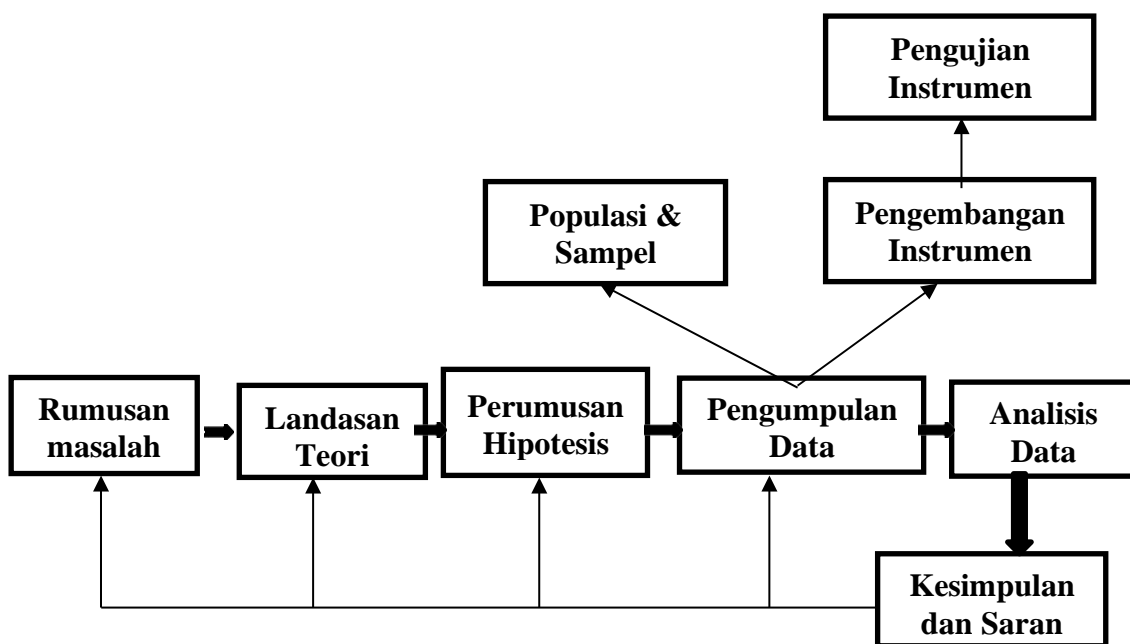 Pengujian
Instrumen
Populasi &
Sampel
Pengembangan
Instrumen
Rumusan
masalah
Landasan
Teori
Perumusan
Hipotesis
Pengumpulan
Data
Analisis
Data
Kesimpulan
dan Saran